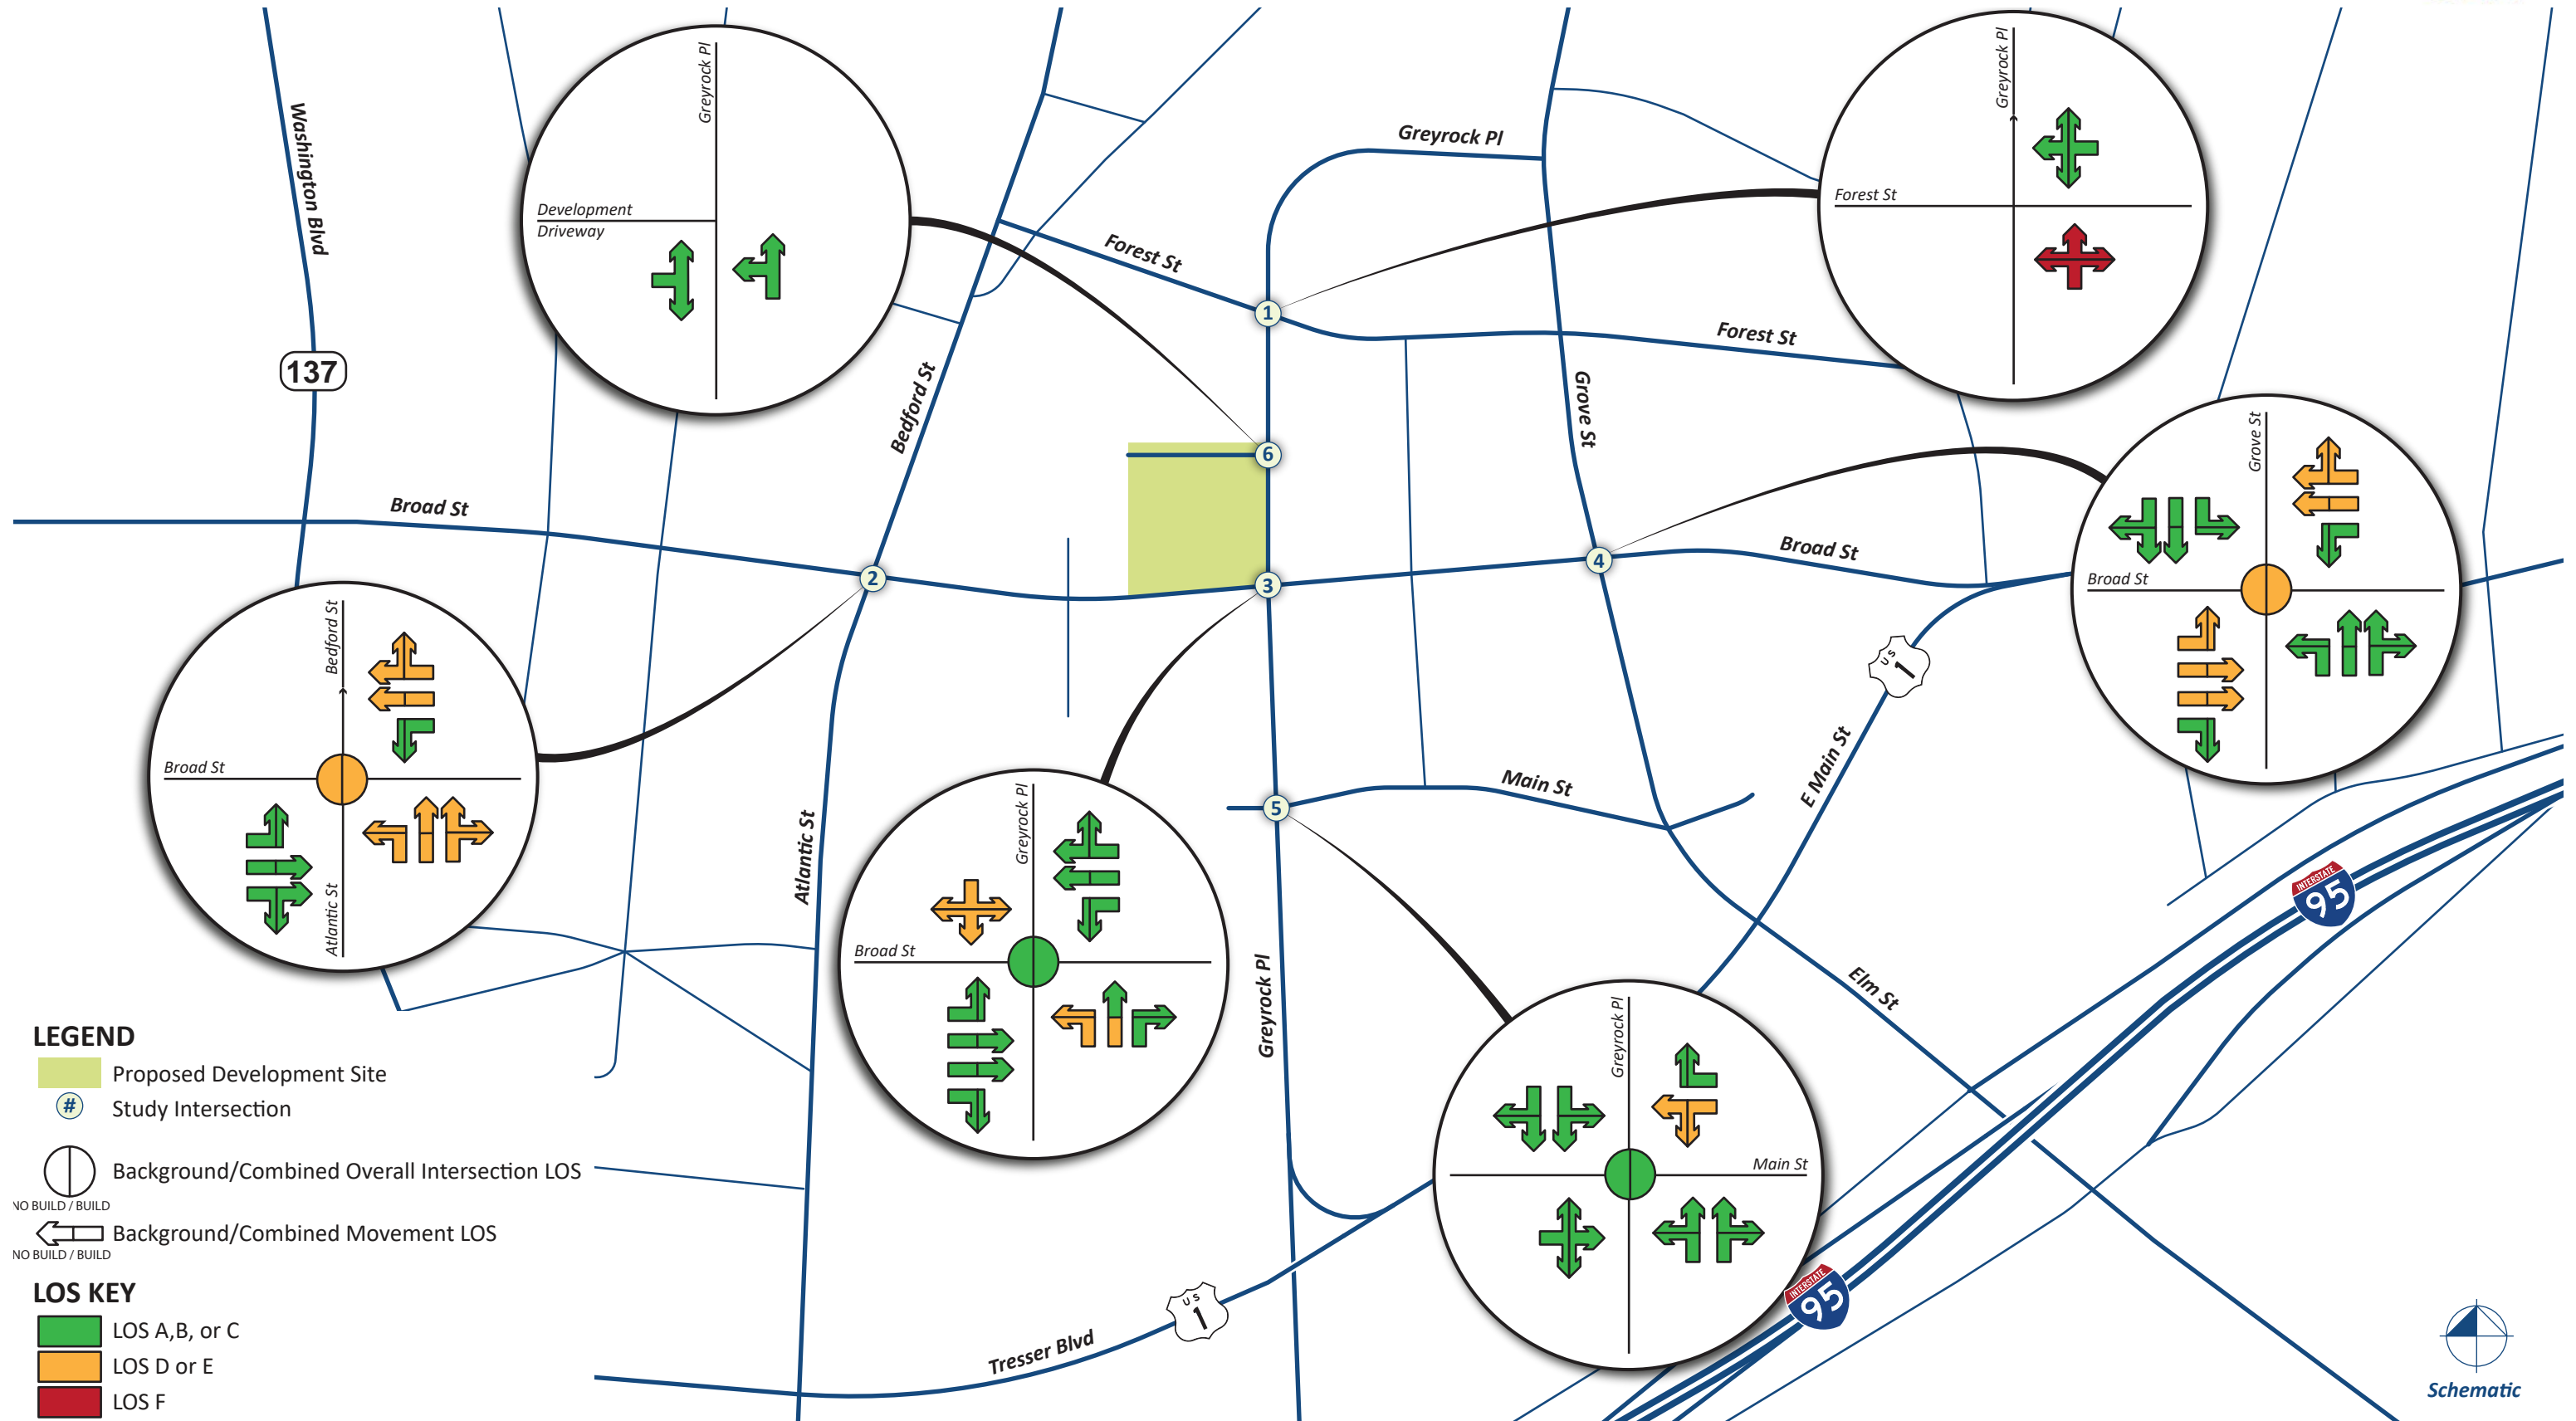 Greyrock Pl
Development
Driveway
Greyrock Pl
Forest St
Washington Blvd
137
Greyrock Pl
Forest St
Forest St
1
Bedford St
Grove St
6
Broad St
2
3
4
Broad St
Grove St
Broad St
US
1
Bedford St
Broad St
Atlantic St
Atlantic St
Greyrock Pl
Broad St
5
Main St
E Main St
Greyrock Pl
Elm St
INTERSTATE
95
Greyrock Pl
Main St
INTERSTATE
95
US
1
Tresser Blvd
LEGEND
Proposed Development Site
# Study Intersection
Background/Combined Overall Intersection LOS
NO BUILD / BUILD
Background/Combined Movement LOS
NO BUILD / BUILD
LOS KEY
LOS A,B, or C
LOS D or E
LOS F
Schematic